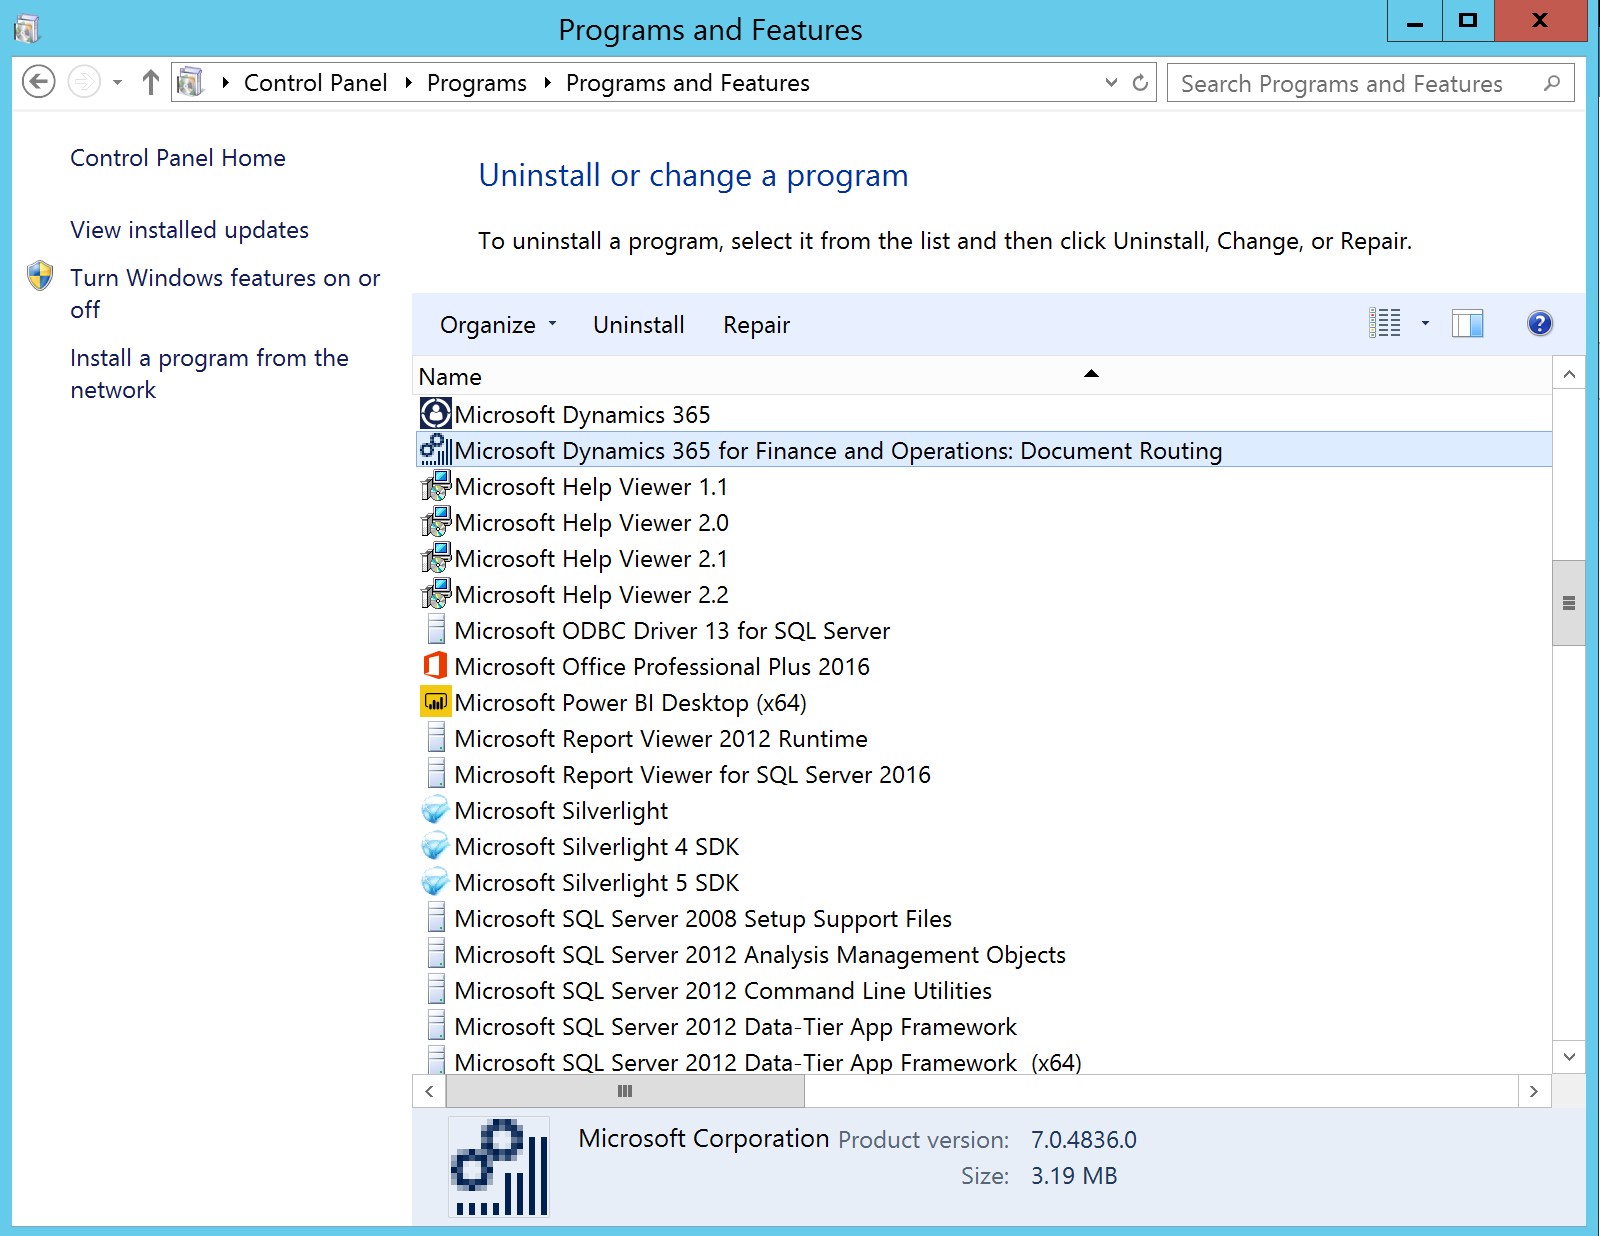 Programs and Features
Control Panel Programs Programs and Features
Search Programs and Features
Control Panel Home
View installed updates
Turn Windows features on or
off
Install a program from the
network
Uninstall or change a program
To uninstall a program, select it from the list and then click Uninstall, Change, or Repair.
Organize Uninstall Repair
?
Name
Microsoft Dynamics 365
Microsoft Dynamics 365 for Finance and Operations: Document Routing
Microsoft Help Viewer 1.1
Microsoft Help Viewer 2.0
Microsoft Help Viewer 2.1
Microsoft Help Viewer 2.2
Microsoft ODBC Driver 13 for SQL Server
Microsoft Office Professional Plus 2016
Microsoft Power BI Desktop (x64)
Microsoft Report Viewer 2012 Runtime
Microsoft Report Viewer for SQL Server 2016
Microsoft Silverlight
Microsoft Silverlight 4 SDK
Microsoft Silverlight 5 SDK
Microsoft SQL Server 2008 Setup Support Files
Microsoft SQL Server 2012 Analysis Management Objects
Microsoft SQL Server 2012 Command Line Utilities
Microsoft SQL Server 2012 Data-Tier App Framework
Microsoft SQL Server 2012 Data-Tier App Framework  (x64)
Microsoft Corporation Product version: 7.0.4836.0
Size: 3.19 MB